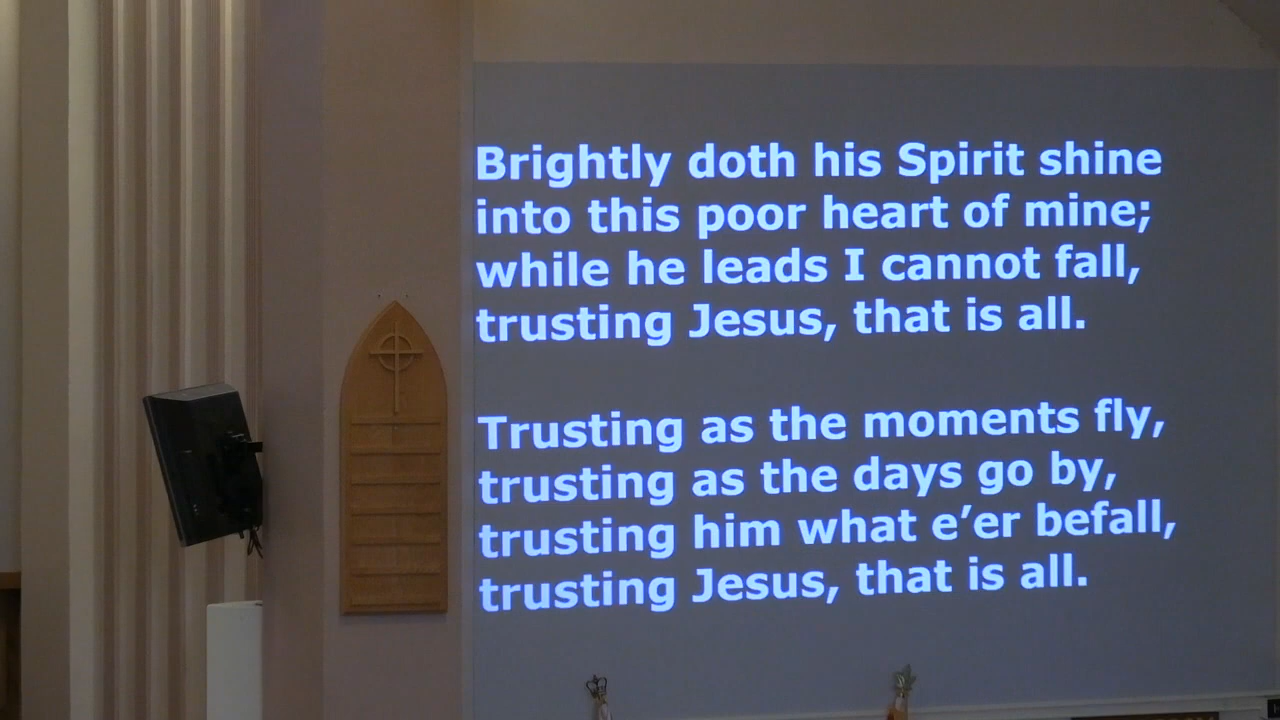 Brightly doth his Spirit shine
into this poor heart of mine;
while he leads I cannot fall,
trusting Jesus, that is all.
Trusting as the moments fly,
trusting as the days go by,
trusting him what e’er befall,
trusting Jesus, that is all.